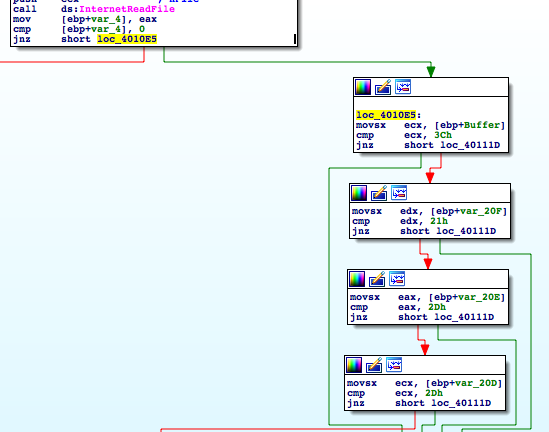 call    ds:InternetReadFile
mov     [ebp+var_4], eax
cmp     [ebp+var_4], 0
jnz     short loc_4010E5
loc_4010E5:
movsx   ecx, [ebp+Buffer]
cmp     ecx, 3Ch
jnz     short loc_40111D
movsx   edx, [ebp+var_20F]
cmp     edx, 21h
jnz     short loc_40111D
movsx   eax, [ebp+var_20E]
cmp     eax, 2Dh
jnz     short loc_40111D
movsx   ecx, [ebp+var_20D]
cmp     ecx, 2Dh
jnz     short loc_40111D